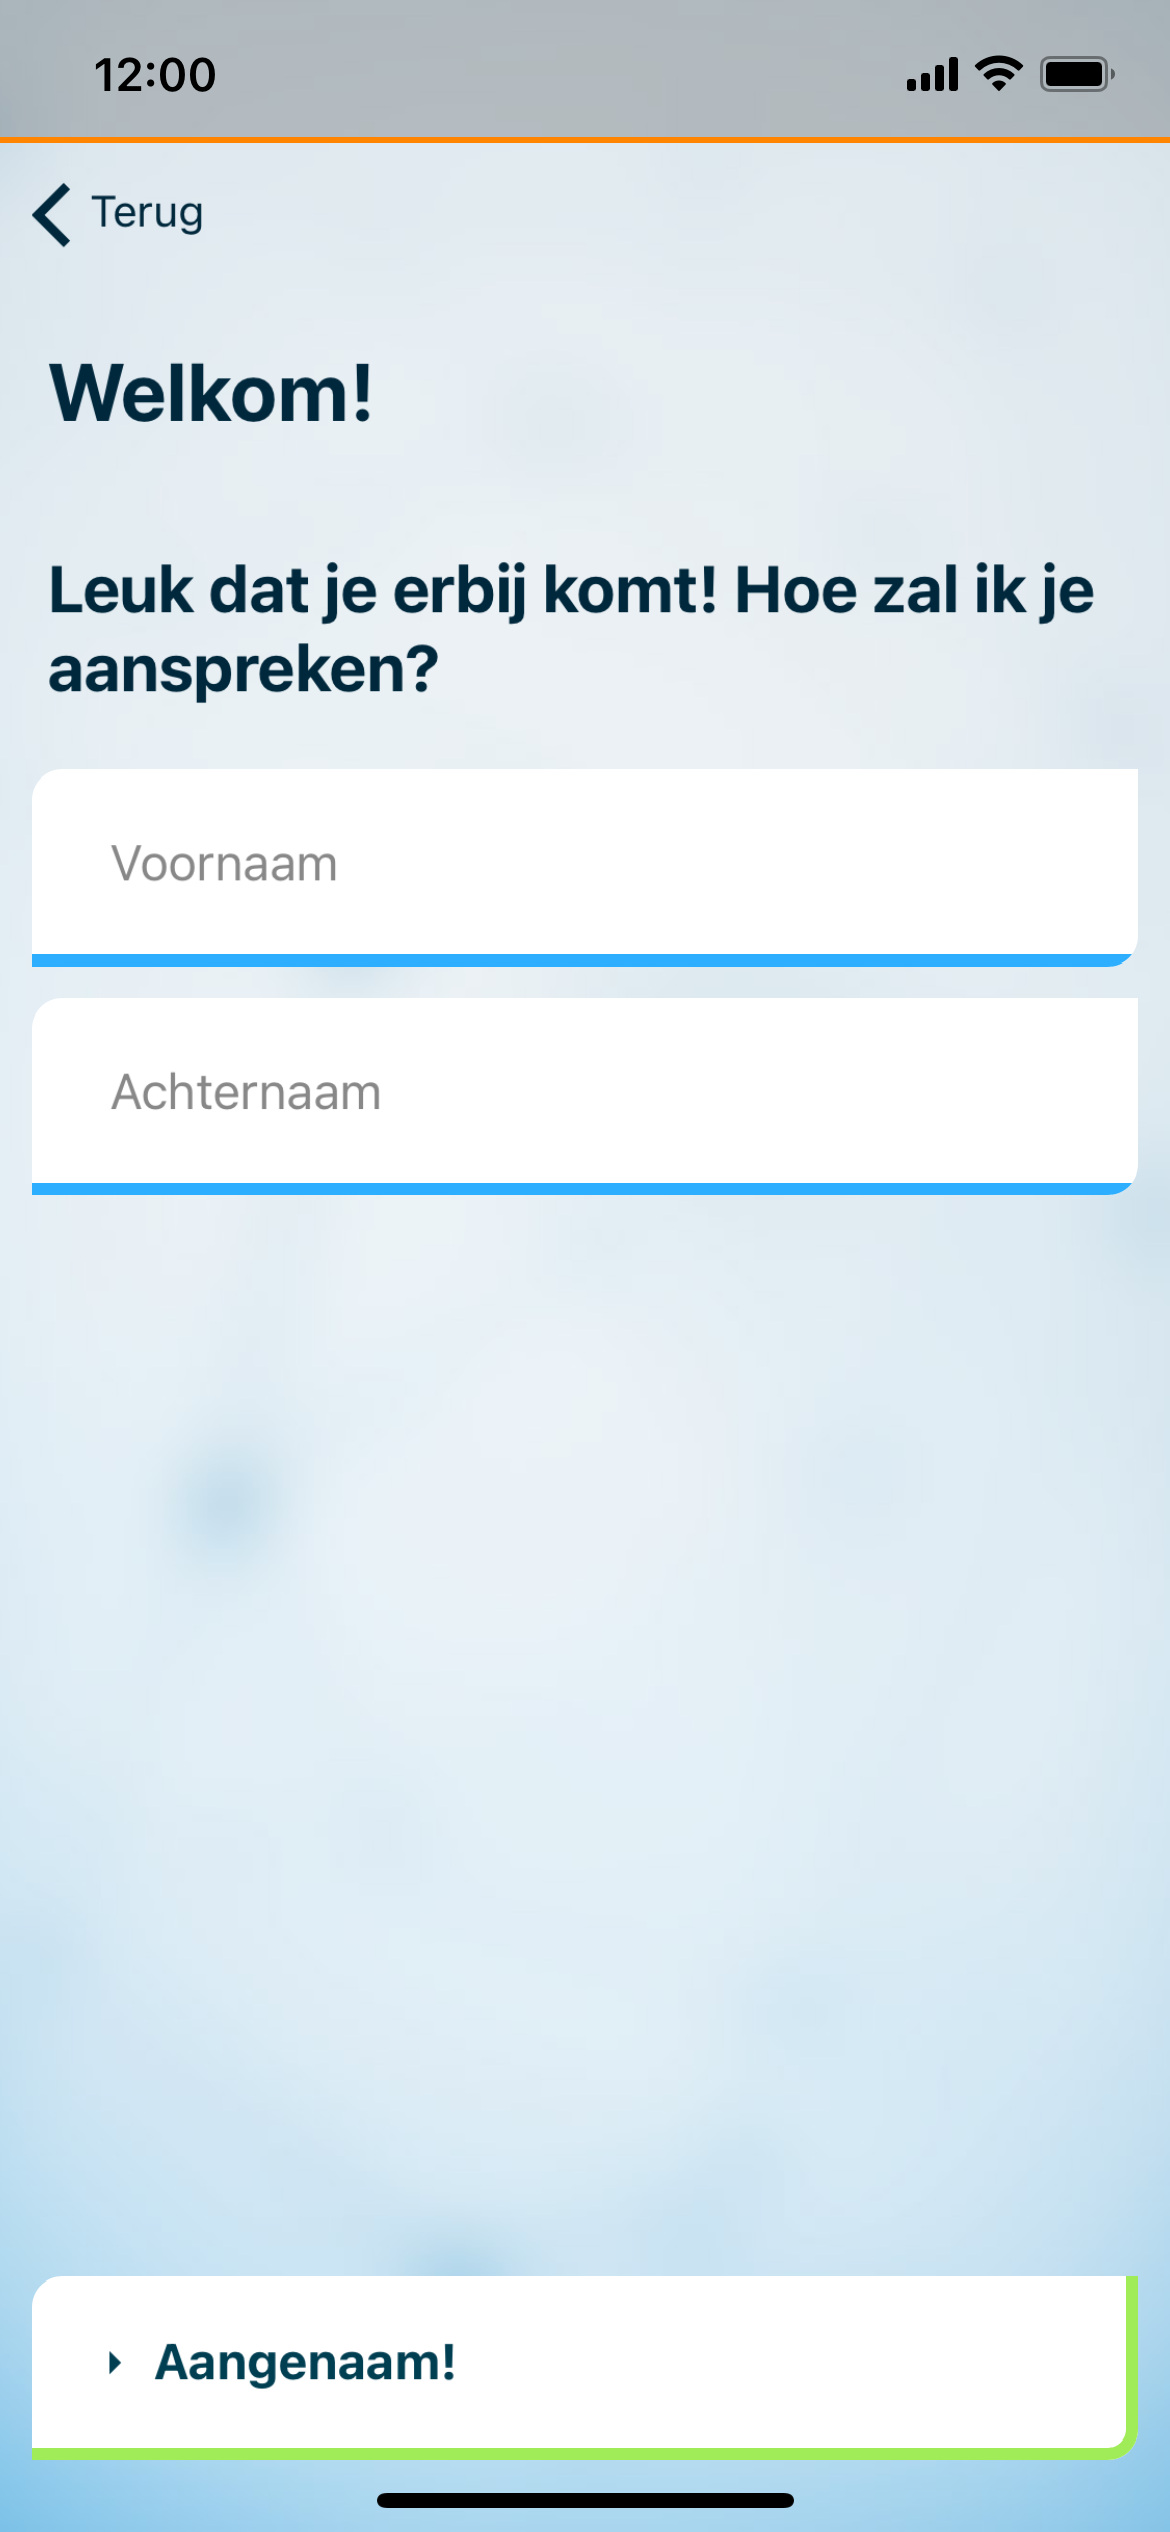 12:00
Terug
Welkom!
Leuk dat je erbij komt! Hoe zal ik je
aanspreken?
Voornaam
Achternaam
Aangenaam!